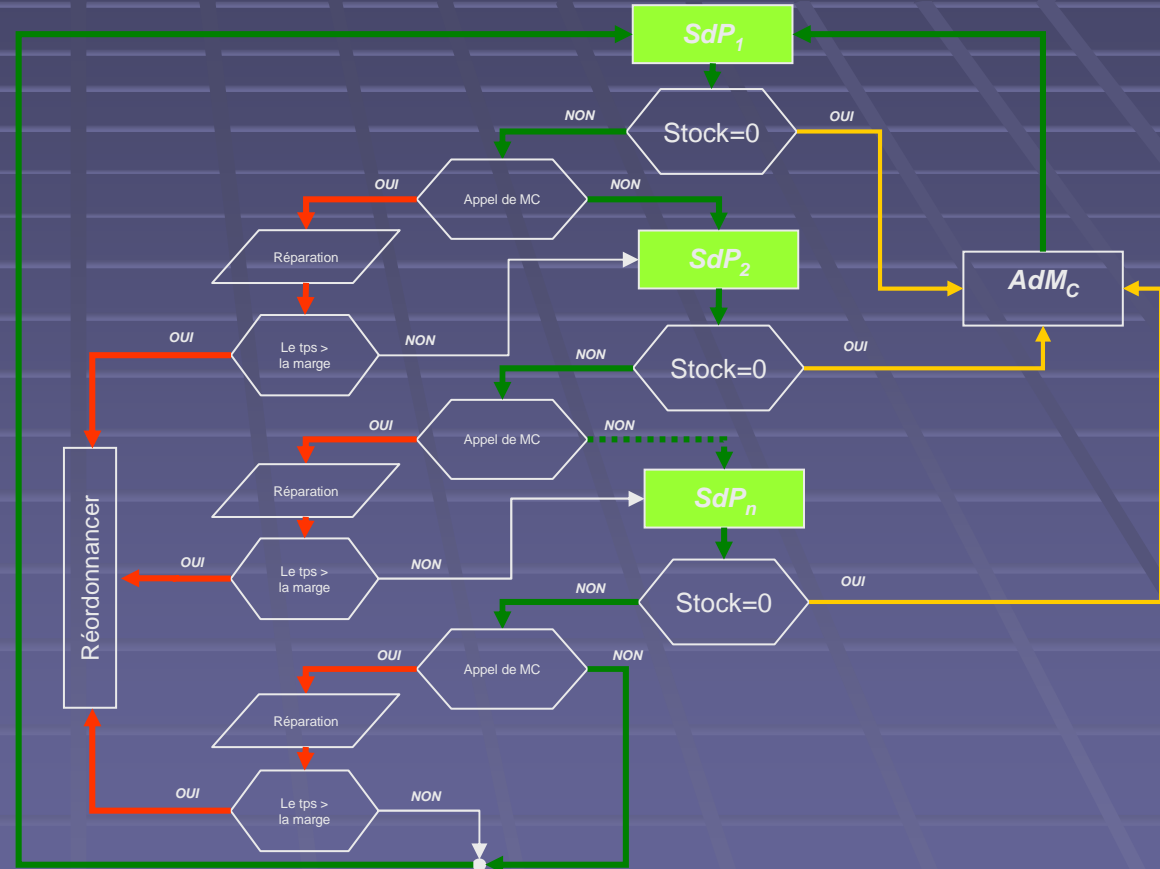 SdP1
NON
OUI
Stock=0
OUI
Appel de MC
NON
Réparation
SdP2
AdMC
OUI
Le tps >
la marge
NON
NON
Stock=0
OUI
OUI
Appel de MC
NON
Réparation
SdPn
Réordonnancer
OUI
Le tps >
la marge
NON
NON
Stock=0
OUI
OUI
Appel de MC
NON
Réparation
OUI
Le tps >
la marge
NON